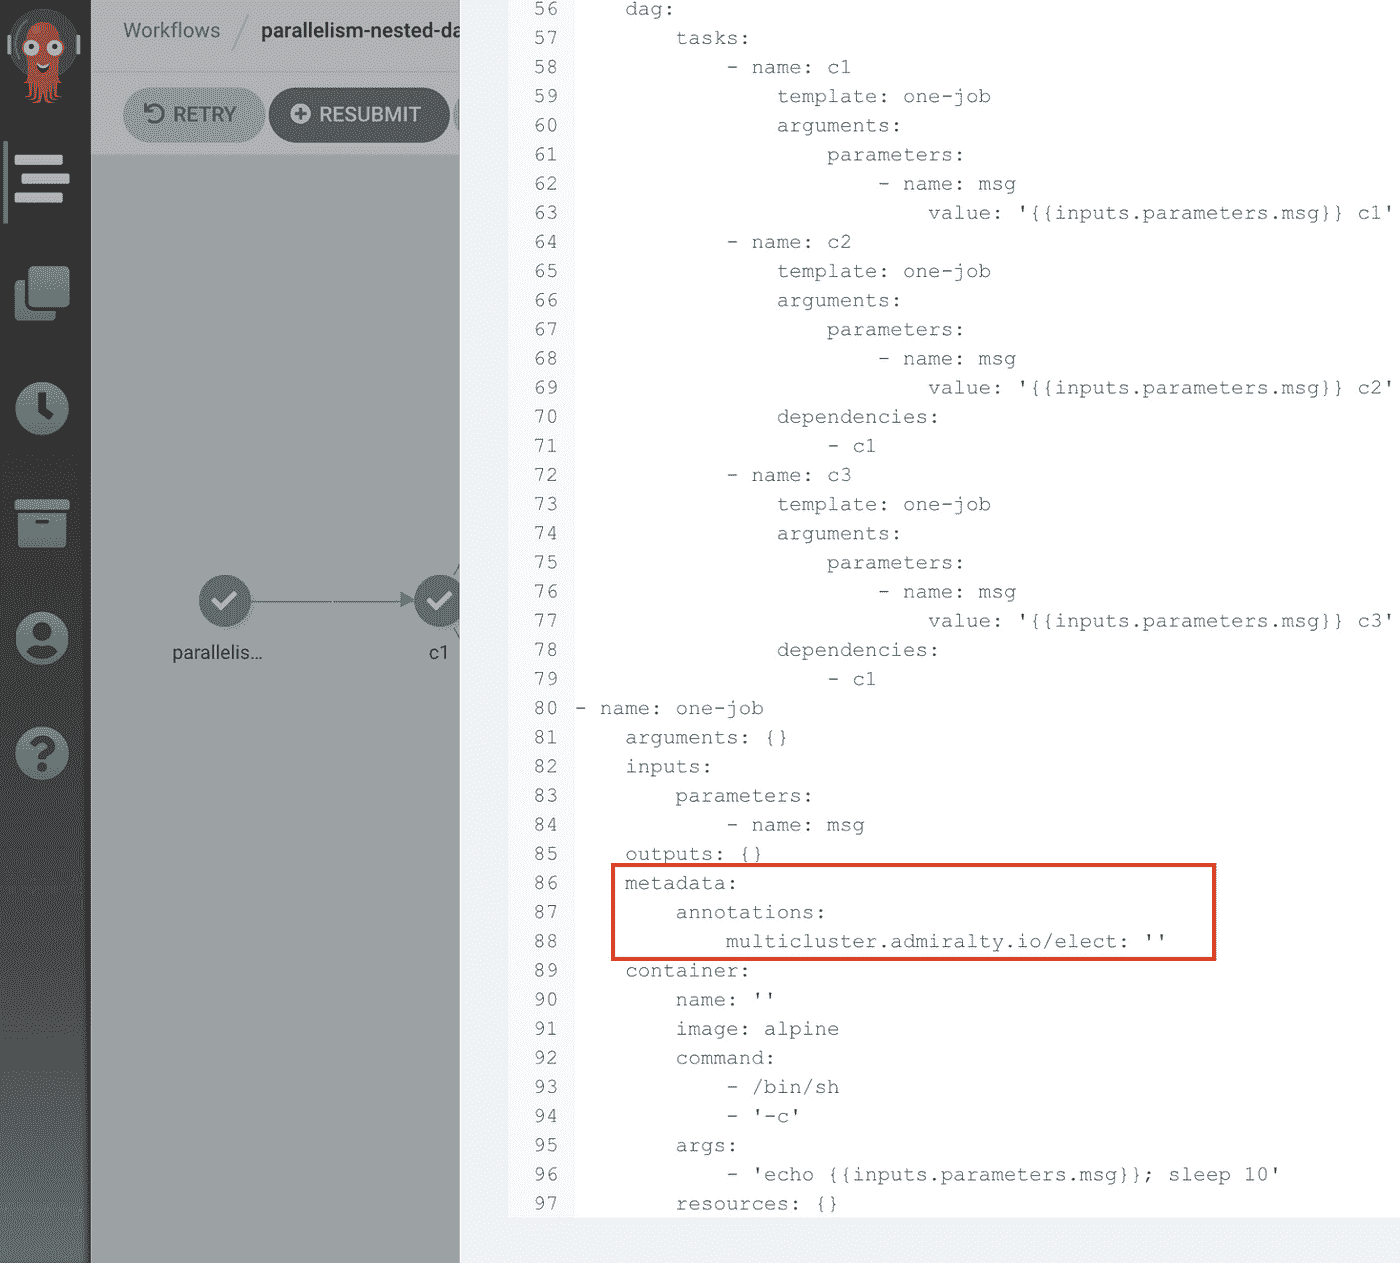 Workflows / parallelism-nested-da
RETRY
RESUBMIT
parallelis...
c1
56 dag:
57 tasks:
58 - name: c1
59 template: one-job
60 arguments:
61 parameters:
62 - name: msg
63 value: '{{inputs.parameters.msg}} c1'
64 - name: c2
65 template: one-job
66 arguments:
67 parameters:
68 - name: msg
69 value: '{{inputs.parameters.msg}} c2'
70 dependencies:
71 - c1
72 - name: c3
73 template: one-job
74 arguments:
75 parameters:
76 - name: msg
77 value: '{{inputs.parameters.msg}} c3'
78 dependencies:
79 - c1
80 - name: one-job
81 arguments: {}
82 inputs:
83 parameters:
84 - name: msg
85 outputs: {}
86 metadata:
87 annotations:
88 multicluster.admiralty.io/elect: ''
89 container:
90 name: ''
91 image: alpine
92 command:
93 - /bin/sh
94 - '-c'
95 args:
96 - 'echo {{inputs.parameters.msg}}; sleep 10'
97 resources: {}